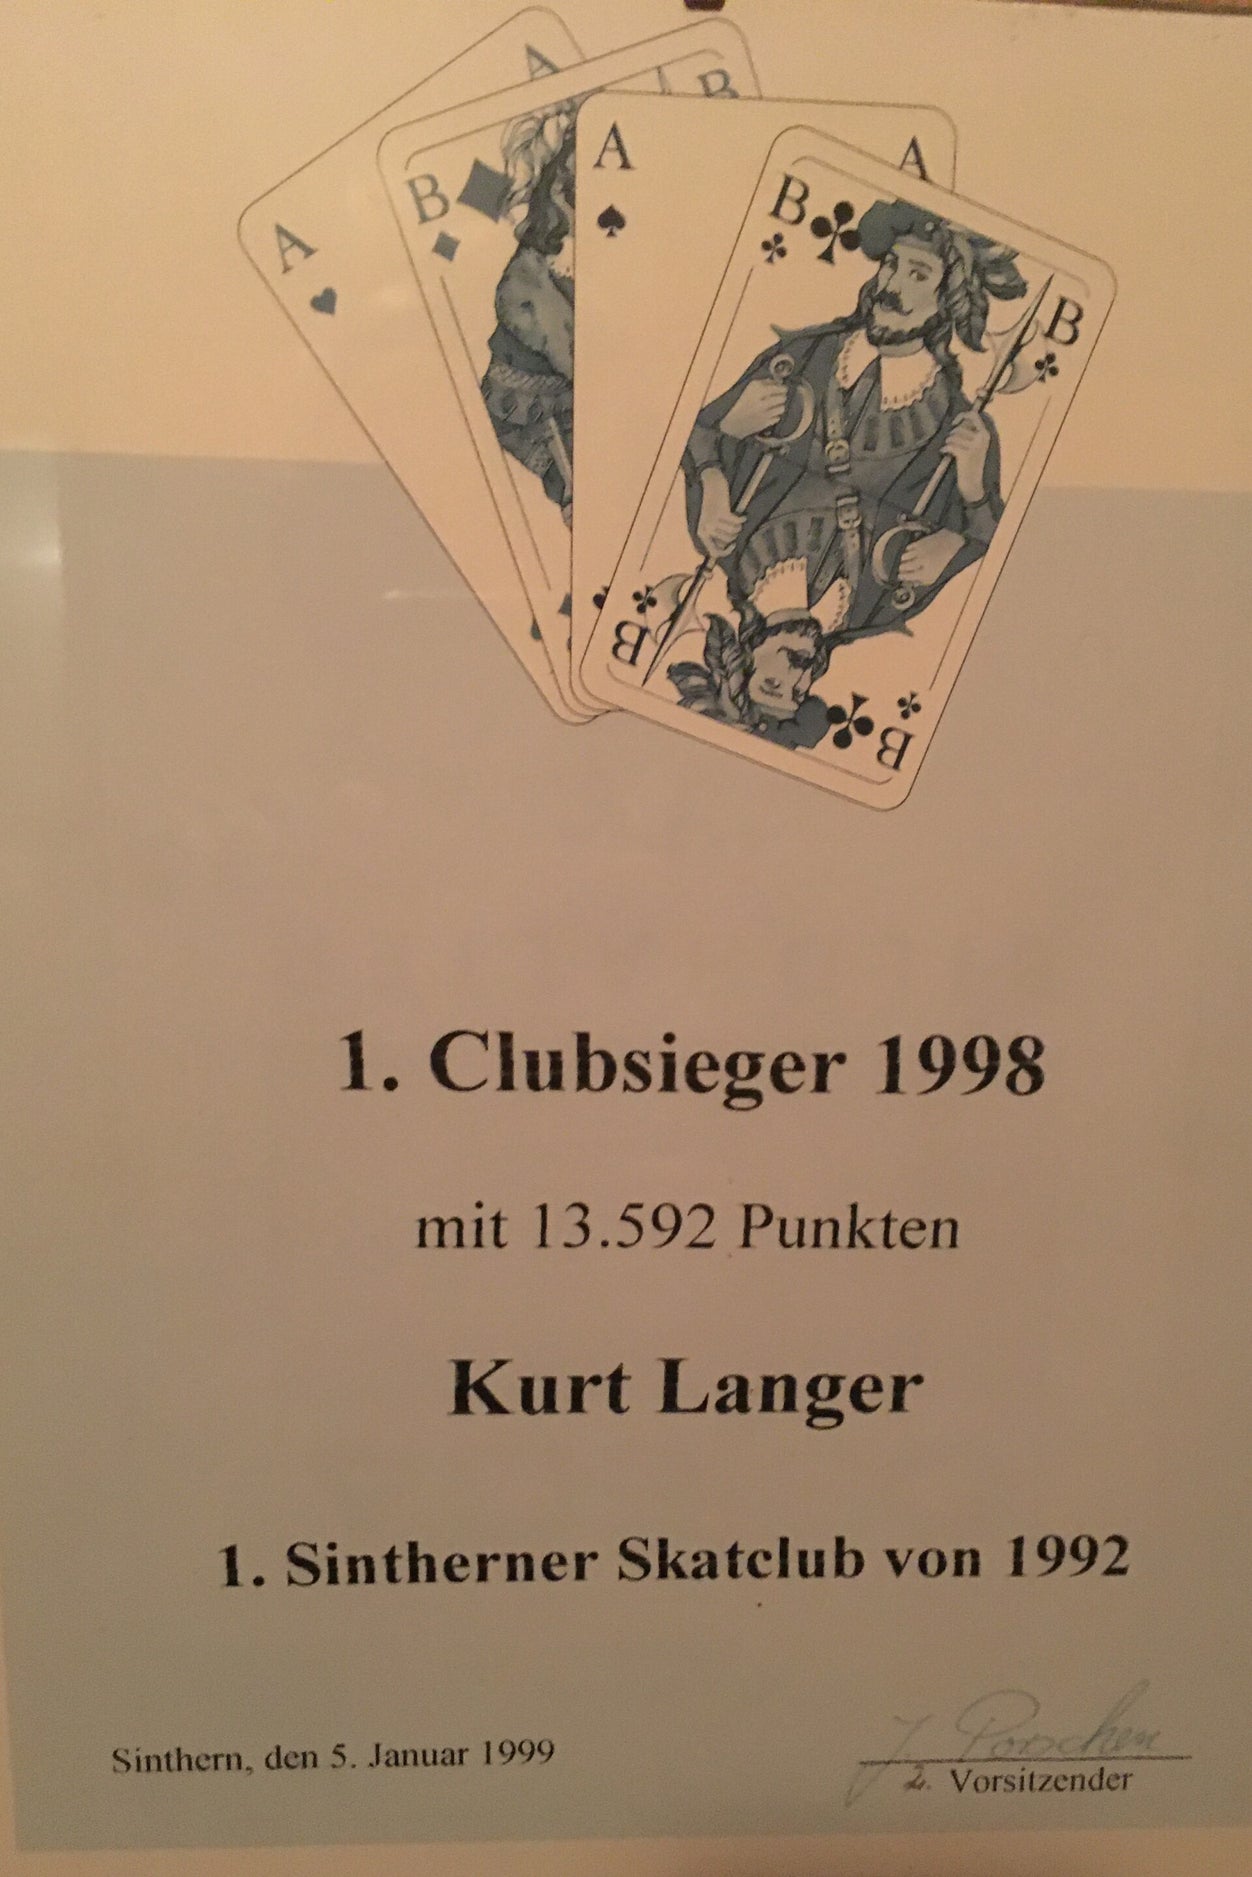 A
A
B
B
A
A
B
B
B
B
1. Clubsieger 1998
mit 13.592 Punkten
Kurt Langer
1. Sintherner Skatclub von 1992
Sinthern, den 5. Januar 1999
J. Porschen
2. Vorsitzender